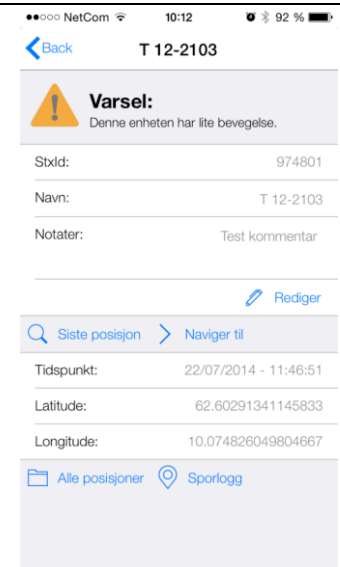 NetCom 10:12 92 %
Back T 12-2103
Varsel:
Denne enheten har lite bevegelse.
StxId: 974801
Navn: T 12-2103
Notater: Test kommentar
Rediger
Siste posisjon Naviger til
Tidspunkt: 22/07/2014 - 11:46:51
Latitude: 62.60291341145833
Longitude: 10.074826049804667
Alle posisjoner Sporlogg